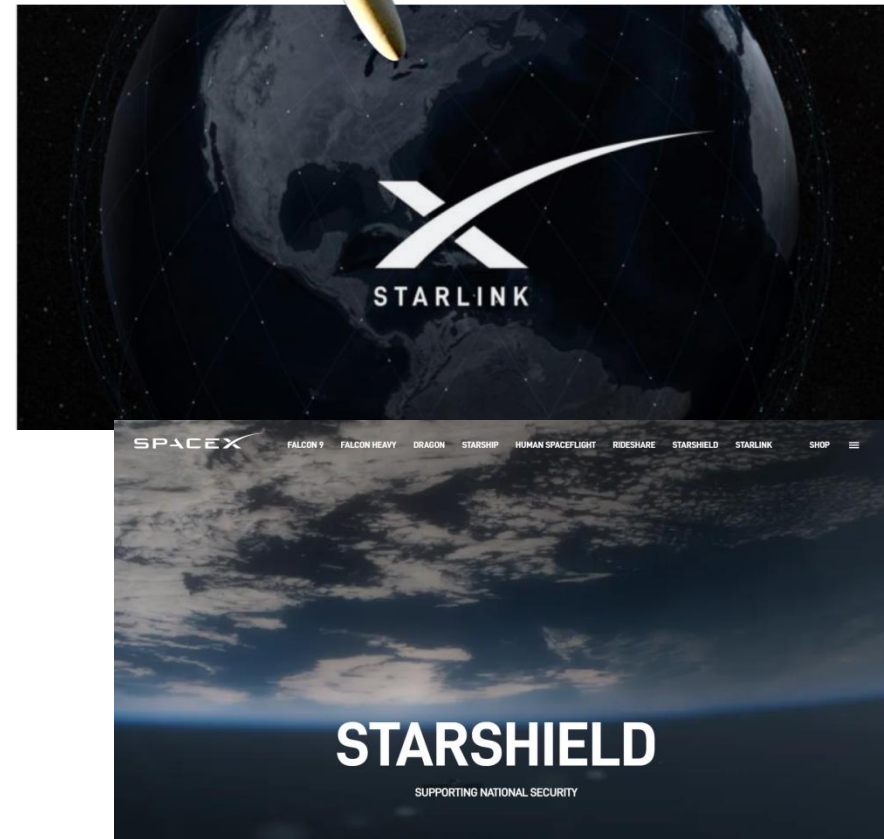 STARLINK
SPACEX FALCON 9 FALCON HEAVY DRAGON STARSHIP HUMAN SPACEFLIGHT RIDESHARE STARSHIELD STARLINK SHOP
STARSHIELD
SUPPORTING NATIONAL SECURITY